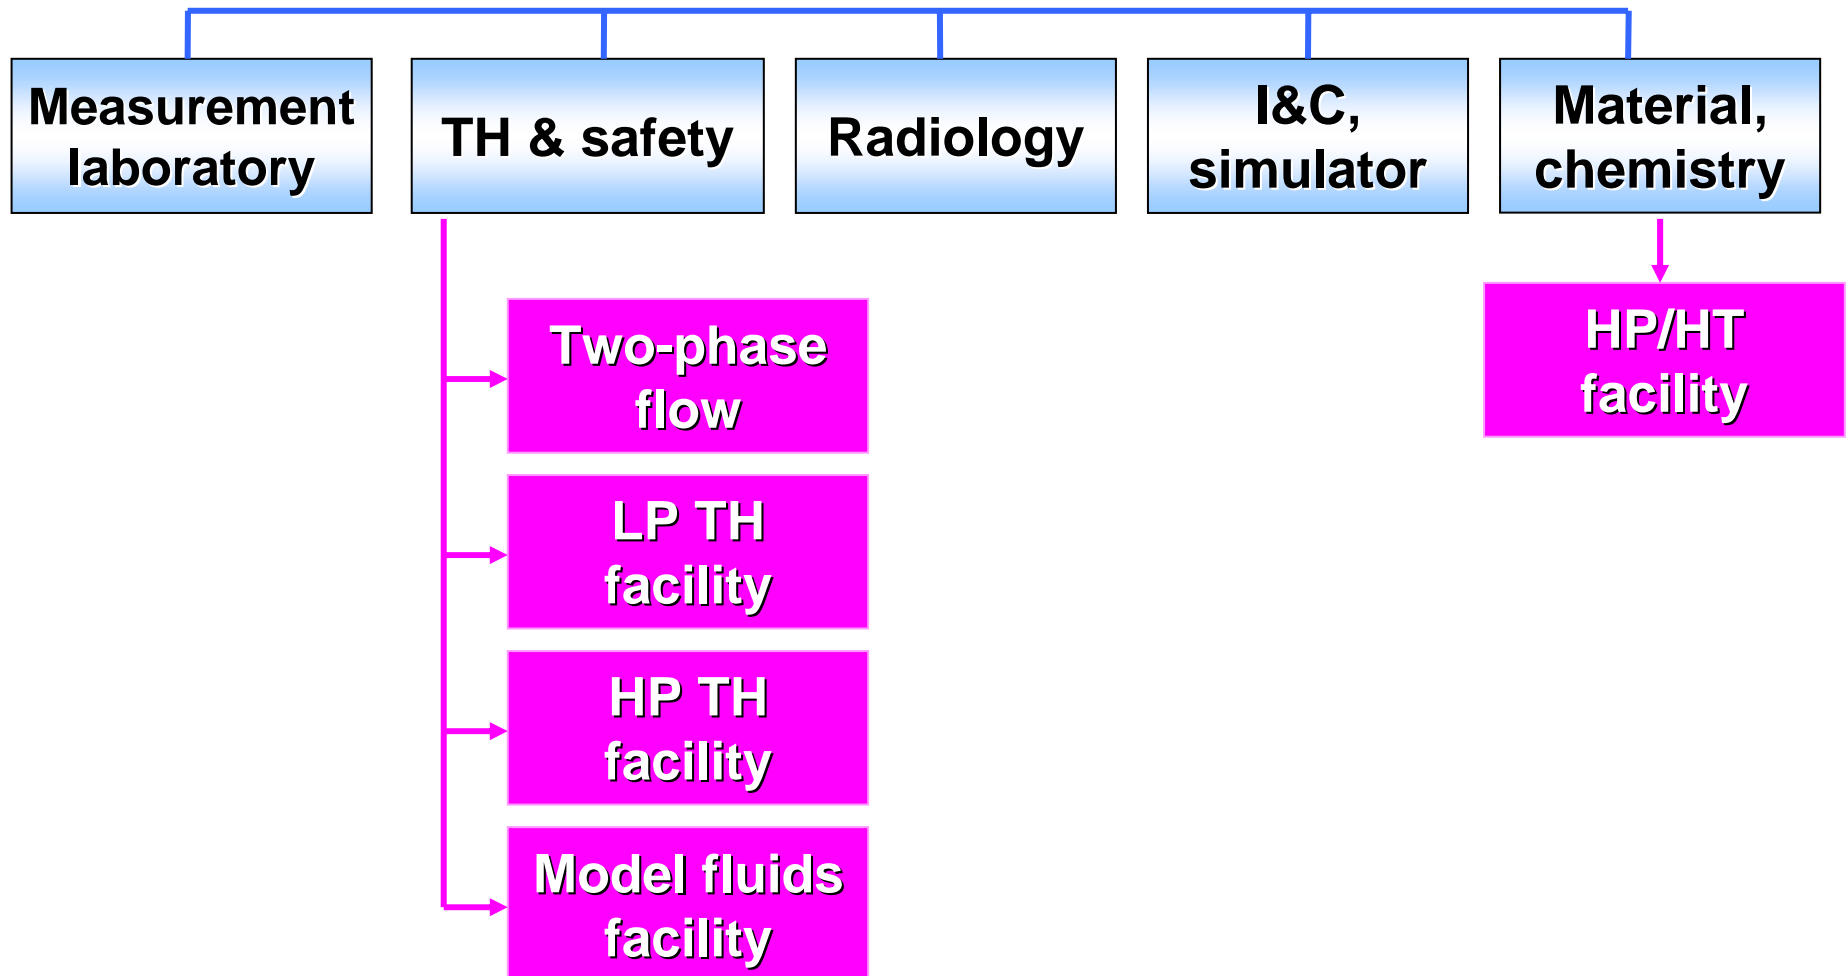 Measurement
laboratory
TH & safety
Radiology
I&C,
simulator
Material,
chemistry
Two-phase
flow
LP TH
facility
HP TH
facility
Model fluids
facility
HP/HT
facility